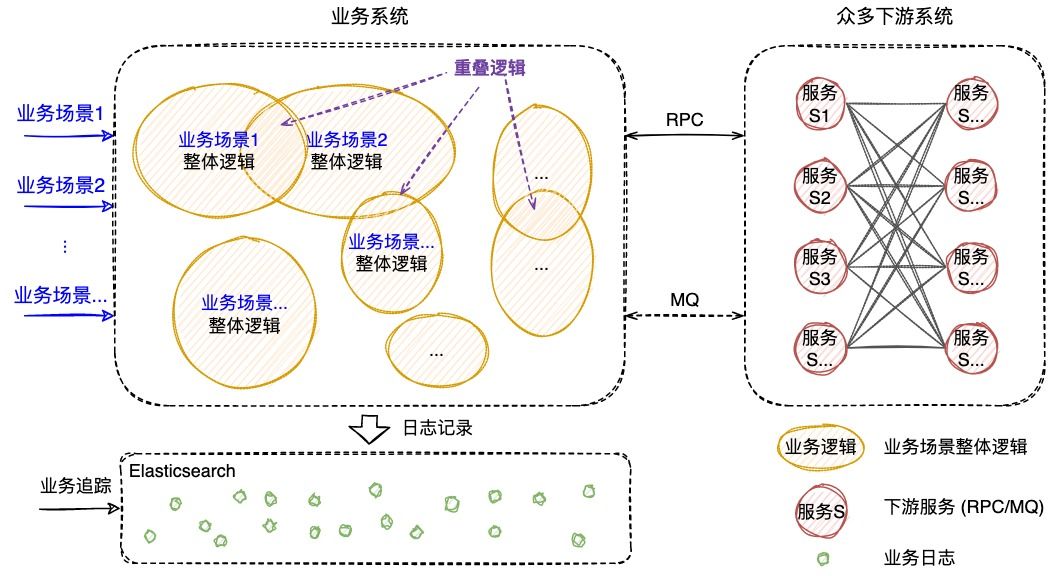 业务系统
众多下游系统
重叠逻辑
业务场景1
业务场景2
⋮
业务场景...
业务场景1
整体逻辑
业务场景2
整体逻辑
业务场景...
整体逻辑
业务场景...
整体逻辑
...
...
...
RPC
MQ
服务
S1
服务
S...
服务
S2
服务
S...
服务
S3
服务
S...
服务
S...
服务
S...
日志记录
业务追踪
Elasticsearch
业务逻辑
业务场景整体逻辑
服务S
下游服务 (RPC/MQ)
业务日志